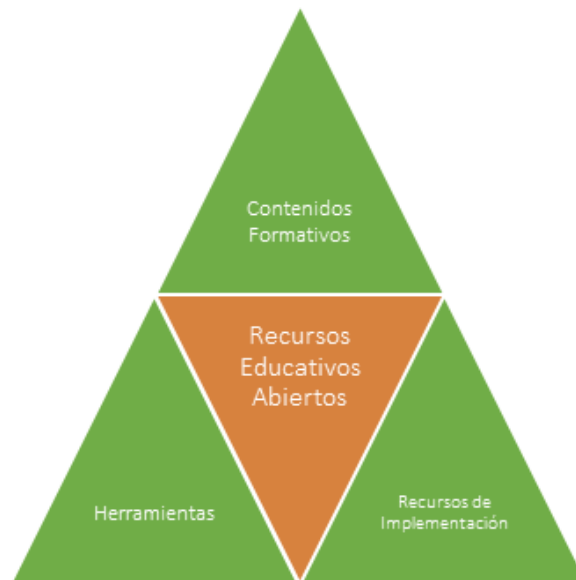 Contenidos
Formativos
Recursos
Educativos
Abiertos
Herramientas
Recursos de
Implementación